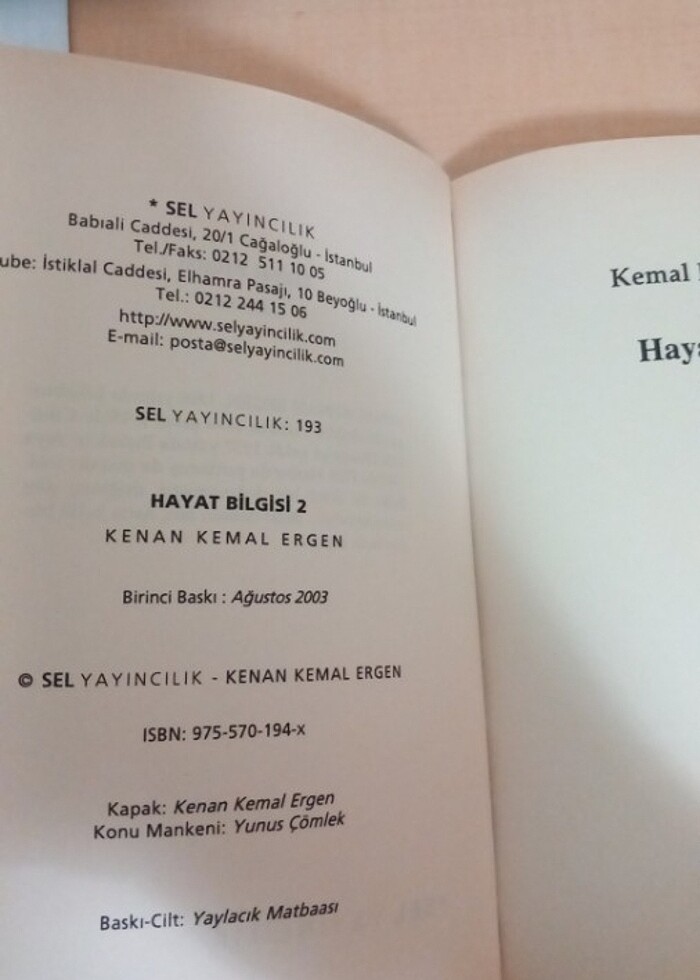 * SEL YAYINCILIK
Babıali Caddesi, 20/1 Cağaloğlu - İstanbul
Tel./Faks: 0212 511 10 05
ube: İstiklal Caddesi, Elhamra Pasajı, 10 Beyoğlu - İstanbul
Tel.: 0212 244 15 06
http://www.selyayincilik.com
E-mail: posta@selyayincilik.com
SEL YAYINCILIK: 193
HAYAT BİLGİSİ 2
KENAN KEMAL ERGEN
Birinci Baskı : Ağustos 2003
© SEL YAYINCILIK - KENAN KEMAL ERGEN
ISBN: 975-570-194-x
Kapak: Kenan Kemal Ergen
Konu Mankeni: Yunus Çömlek
Baskı-Cilt: Yaylacık Matbaası
Kemal
Haya